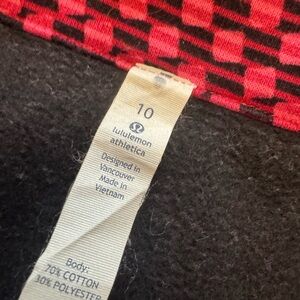 10
lululemon
athletica
Designed in
Vancouver
Made in
Vietnam
Body:
70% COTTON
30% POLYESTER